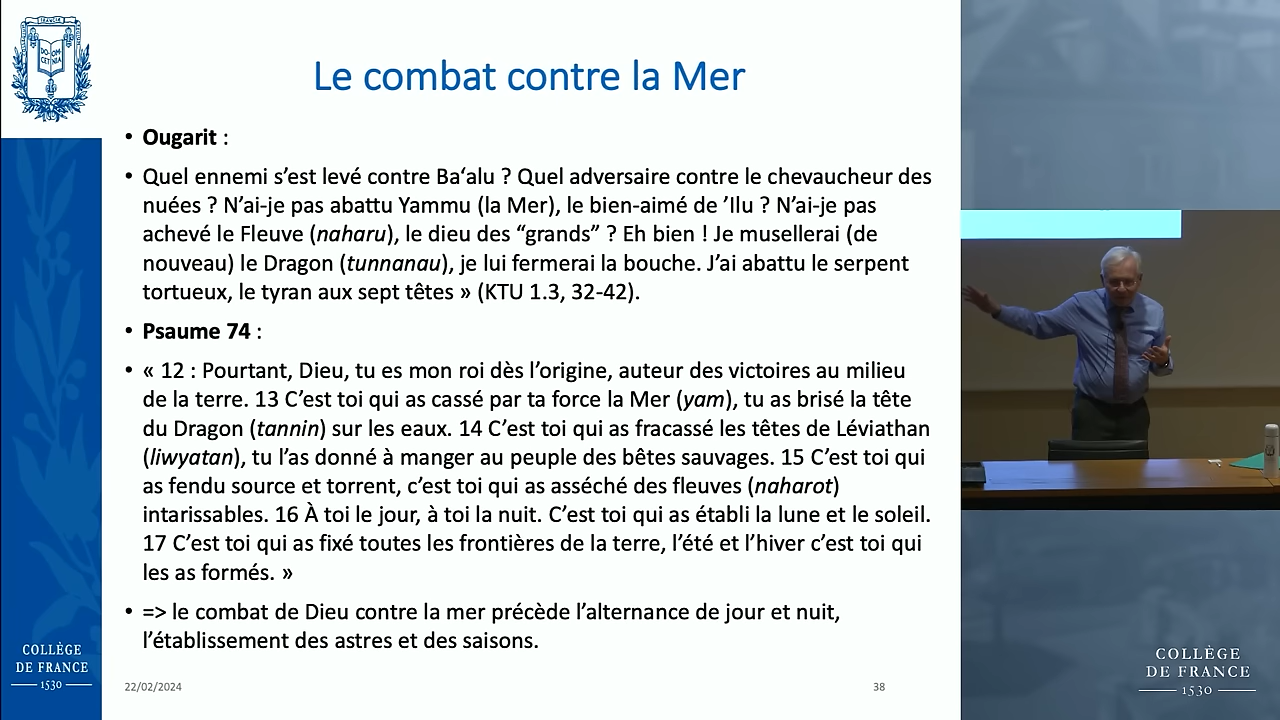 Le combat contre la Mer
• Ougarit :
• Quel ennemi s’est levé contre Ba‘alu ? Quel adversaire contre le chevaucheur des
nuées ? N’ai-je pas abattu Yammu (la Mer), le bien-aimé de ’Ilu ? N’ai-je pas
achevé le Fleuve (naharu), le dieu des “grands” ? Eh bien ! Je musellerai (de
nouveau) le Dragon (tunnanau), je lui fermerai la bouche. J’ai abattu le serpent
tortueux, le tyran aux sept têtes » (KTU 1.3, 32-42).
• Psaume 74 :
• « 12 : Pourtant, Dieu, tu es mon roi dès l’origine, auteur des victoires au milieu
de la terre. 13 C’est toi qui as cassé par ta force la Mer (yam), tu as brisé la tête
du Dragon (tannin) sur les eaux. 14 C’est toi qui as fracassé les têtes de Léviathan
(liwyatan), tu l’as donné à manger au peuple des bêtes sauvages. 15 C’est toi qui
as fendu source et torrent, c’est toi qui as asséché des fleuves (naharot)
intarissables. 16 À toi le jour, à toi la nuit. C’est toi qui as établi la lune et le soleil.
17 C’est toi qui as fixé toutes les frontières de la terre, l’été et l’hiver c’est toi qui
les as formés. »
• => le combat de Dieu contre la mer précède l’alternance de jour et nuit,
l’établissement des astres et des saisons.
22/02/2024
38
COLLÈGE
DE FRANCE
1530
COLLÈGE
DE FRANCE
1530